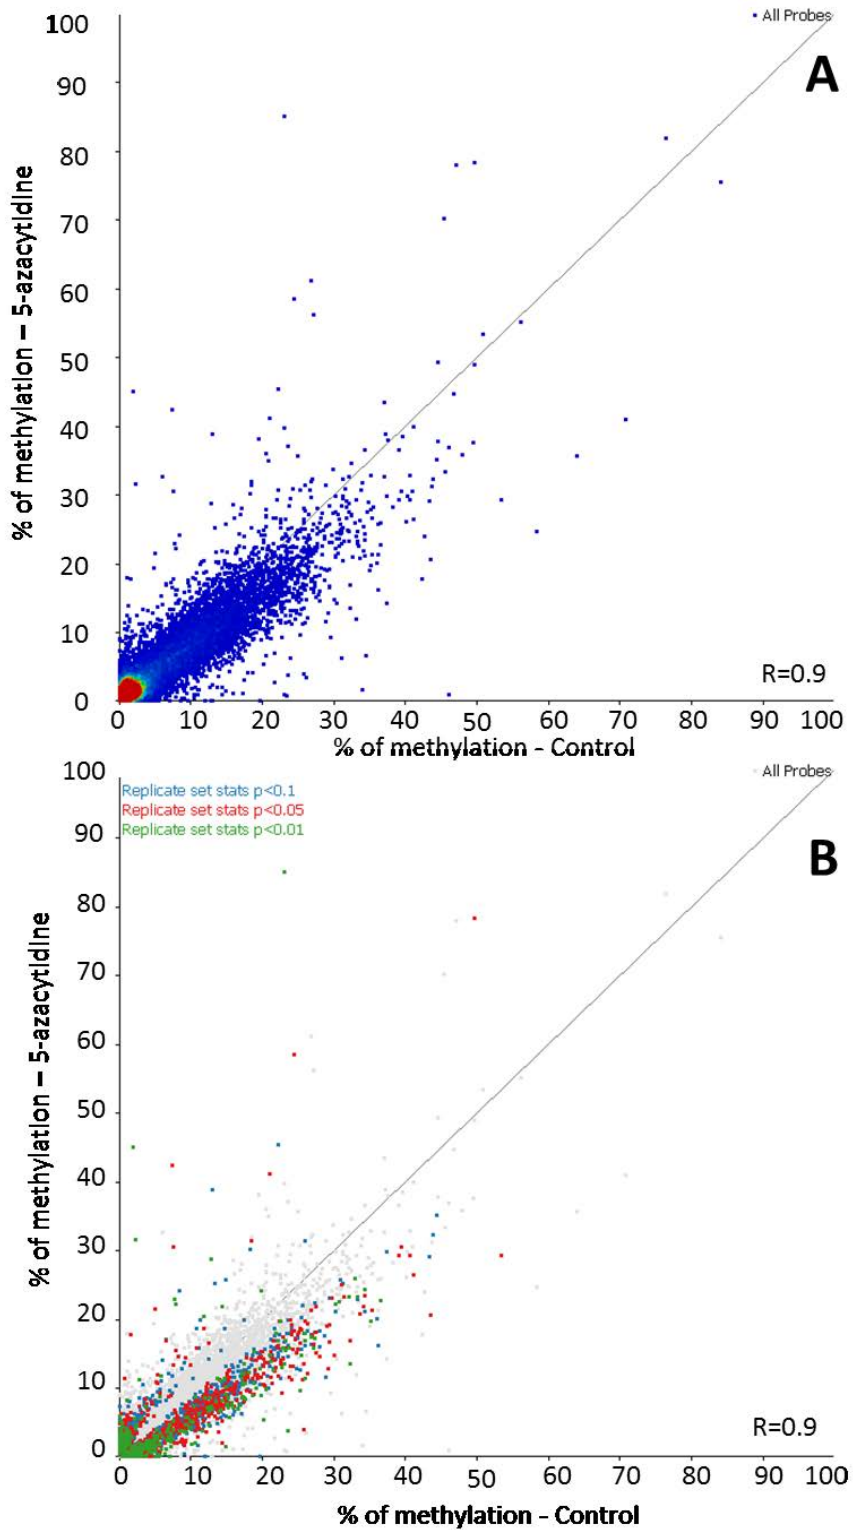 All Probes
A
100
90
80
70
60
50
40
30
20
10
0
% of methylation – 5-azacytidine
R=0.9
0 10 20 30 40 50 60 70 80 90 100
% of methylation - Control
All Probes
Replicate set stats p<0.1
Replicate set stats p<0.05
Replicate set stats p<0.01
B
100
90
80
70
60
50
40
30
20
10
0
% of methylation – 5-azacytidine
R=0.9
0 10 20 30 40 50 60 70 80 90 100
% of methylation - Control